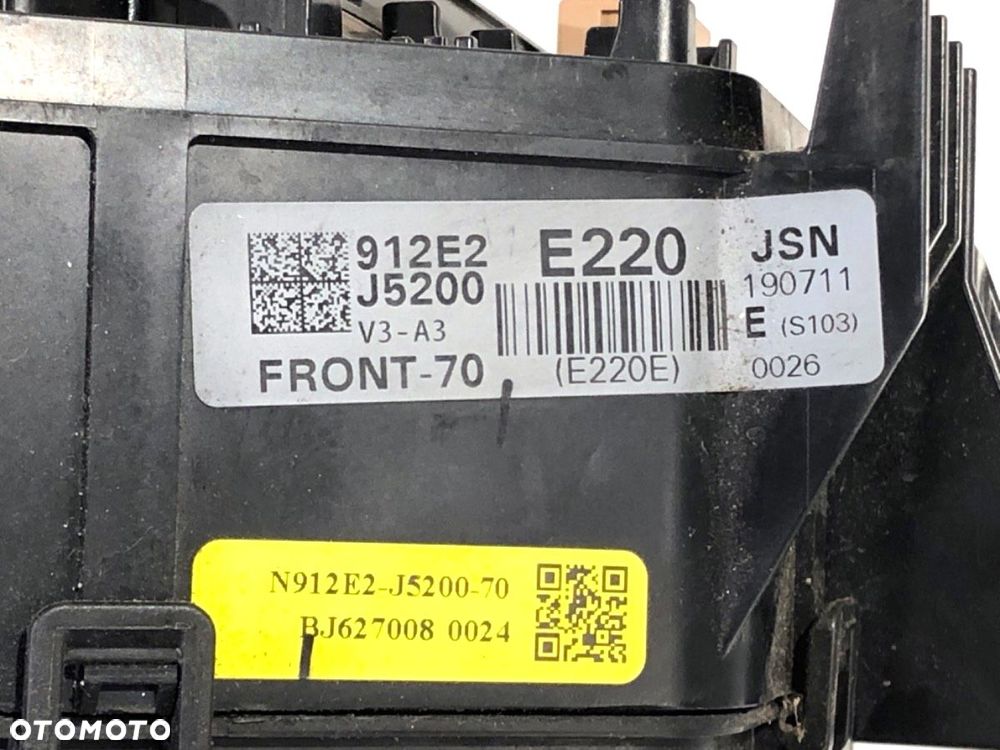 912E2
J5200
V3-A3
FRONT-70
E220
(E220E)
JSN
190711
E (S103)
0026
N912E2-J5200-70
BJ627008 0024
OTOMOTO